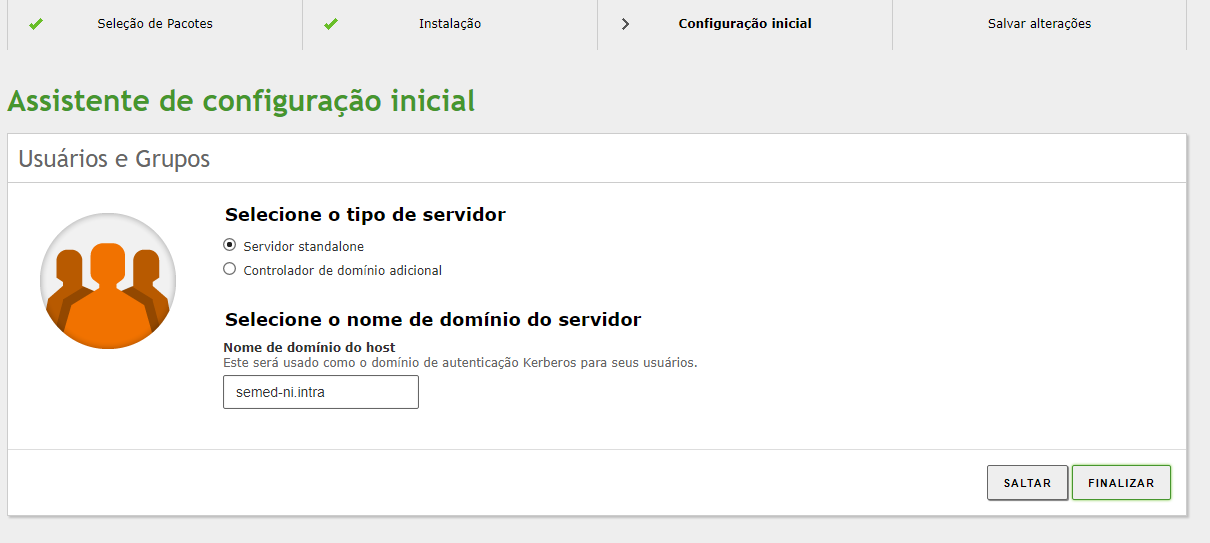 Seleção de Pacotes
Instalação
Configuração inicial
Salvar alterações
Assistente de configuração inicial
Usuários e Grupos
Selecione o tipo de servidor
Servidor standalone
Controlador de domínio adicional
Selecione o nome de domínio do servidor
Nome de domínio do host
Este será usado como o domínio de autenticação Kerberos para seus usuários.
semed-ni.intra
SALTAR
FINALIZAR